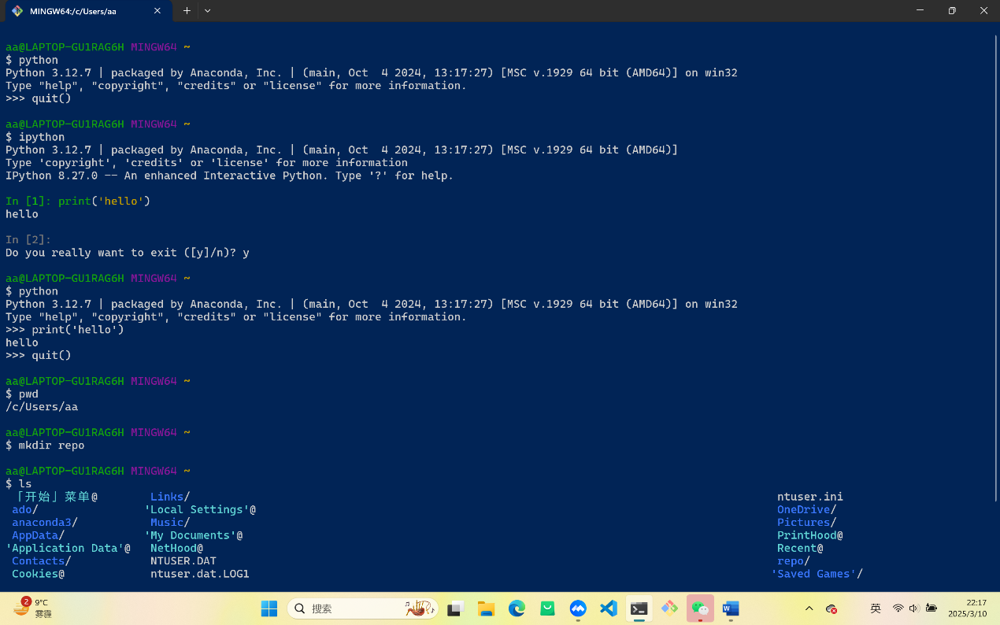 MINGW64:/c/Users/aa
aa@LAPTOP-GU1RAG6H MINGW64 ~
$ python
Python 3.12.7 | packaged by Anaconda, Inc. | (main, Oct  4 2024, 13:17:27) [MSC v.1929 64 bit (AMD64)] on win32
Type "help", "copyright", "credits" or "license" for more information.
>>> quit()
aa@LAPTOP-GU1RAG6H MINGW64 ~
$ ipython
Python 3.12.7 | packaged by Anaconda, Inc. | (main, Oct  4 2024, 13:17:27) [MSC v.1929 64 bit (AMD64)]
Type 'copyright', 'credits' or 'license' for more information
IPython 8.27.0 -- An enhanced Interactive Python. Type '?' for help.
In [1]: print('hello')
hello
In [2]:
Do you really want to exit ([y]/n)? y
aa@LAPTOP-GU1RAG6H MINGW64 ~
$ python
Python 3.12.7 | packaged by Anaconda, Inc. | (main, Oct  4 2024, 13:17:27) [MSC v.1929 64 bit (AMD64)] on win32
Type "help", "copyright", "credits" or "license" for more information.
>>> print('hello')
hello
>>> quit()
aa@LAPTOP-GU1RAG6H MINGW64 ~
$ pwd
/c/Users/aa
aa@LAPTOP-GU1RAG6H MINGW64 ~
$ mkdir repo
aa@LAPTOP-GU1RAG6H MINGW64 ~
$ ls
「开始」菜单@ Links/ ntuser.ini
ado/ 'Local Settings'@ OneDrive/
anaconda3/ Music/ Pictures/
AppData/ 'My Documents'@ PrintHood@
'Application Data'@ NetHood@ Recent@
Contacts/ NTUSER.DAT repo/
Cookies@ ntuser.dat.LOG1 'Saved Games'/
2 9°C
雾霾
搜索
英
22:17
2025/3/10